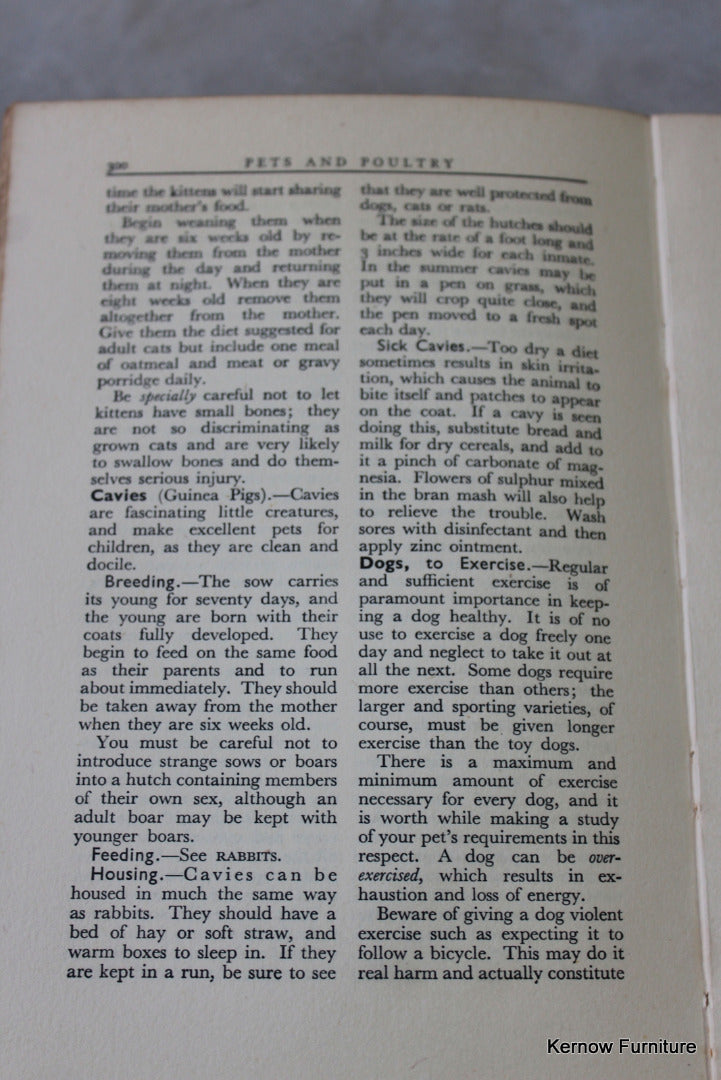 300 PETS AND POULTRY
time the kittens will start sharing
their mother's food.
Begin weaning them when
they are six weeks old by re-
moving them from the mother
during the day and returning
them at night. When they are
eight weeks old remove them
altogether from the mother.
Give them the diet suggested for
adult cats but include one meal
of oatmeal and meat or gravy
porridge daily.
Be specially careful not to let
kittens have small bones; they
are not so discriminating as
grown cats and are very likely
to swallow bones and do them-
selves serious injury.
Cavies (Guinea Pigs).—Cavies
are fascinating little creatures,
and make excellent pets for
children, as they are clean and
docile.
Breeding.—The sow carries
its young for seventy days, and
the young are born with their
coats fully developed. They
begin to feed on the same food
as their parents and to run
about immediately. They should
be taken away from the mother
when they are six weeks old.
You must be careful not to
introduce strange sows or boars
into a hutch containing members
of their own sex, although an
adult boar may be kept with
younger boars.
Feeding.—See RABBITS.
Housing.—Cavies can be
housed in much the same way
as rabbits. They should have a
bed of hay or soft straw, and
warm boxes to sleep in. If they
are kept in a run, be sure to see
that they are well protected from
dogs, cats or rats.
The size of the hutches should
be at the rate of a foot long and
3 inches wide for each inmate.
In the summer cavies may be
put in a pen on grass, which
they will crop quite close, and
the pen moved to a fresh spot
each day.
Sick Cavies.—Too dry a diet
sometimes results in skin irrita-
tion, which causes the animal to
bite itself and patches to appear
on the coat. If a cavy is seen
doing this, substitute bread and
milk for dry cereals, and add to
it a pinch of carbonate of mag-
nesia. Flowers of sulphur mixed
in the bran mash will also help
to relieve the trouble. Wash
sores with disinfectant and then
apply zinc ointment.
Dogs, to Exercise.—Regular
and sufficient exercise is of
paramount importance in keep-
ing a dog healthy. It is of no
use to exercise a dog freely one
day and neglect to take it out at
all the next. Some dogs require
more exercise than others; the
larger and sporting varieties, of
course, must be given longer
exercise than the toy dogs.
There is a maximum and
minimum amount of exercise
necessary for every dog, and it
is worth while making a study
of your pet's requirements in this
respect. A dog can be over-
exercised, which results in ex-
haustion and loss of energy.
Beware of giving a dog violent
exercise such as expecting it to
follow a bicycle. This may do it
real harm and actually constitute
Kernow Furniture